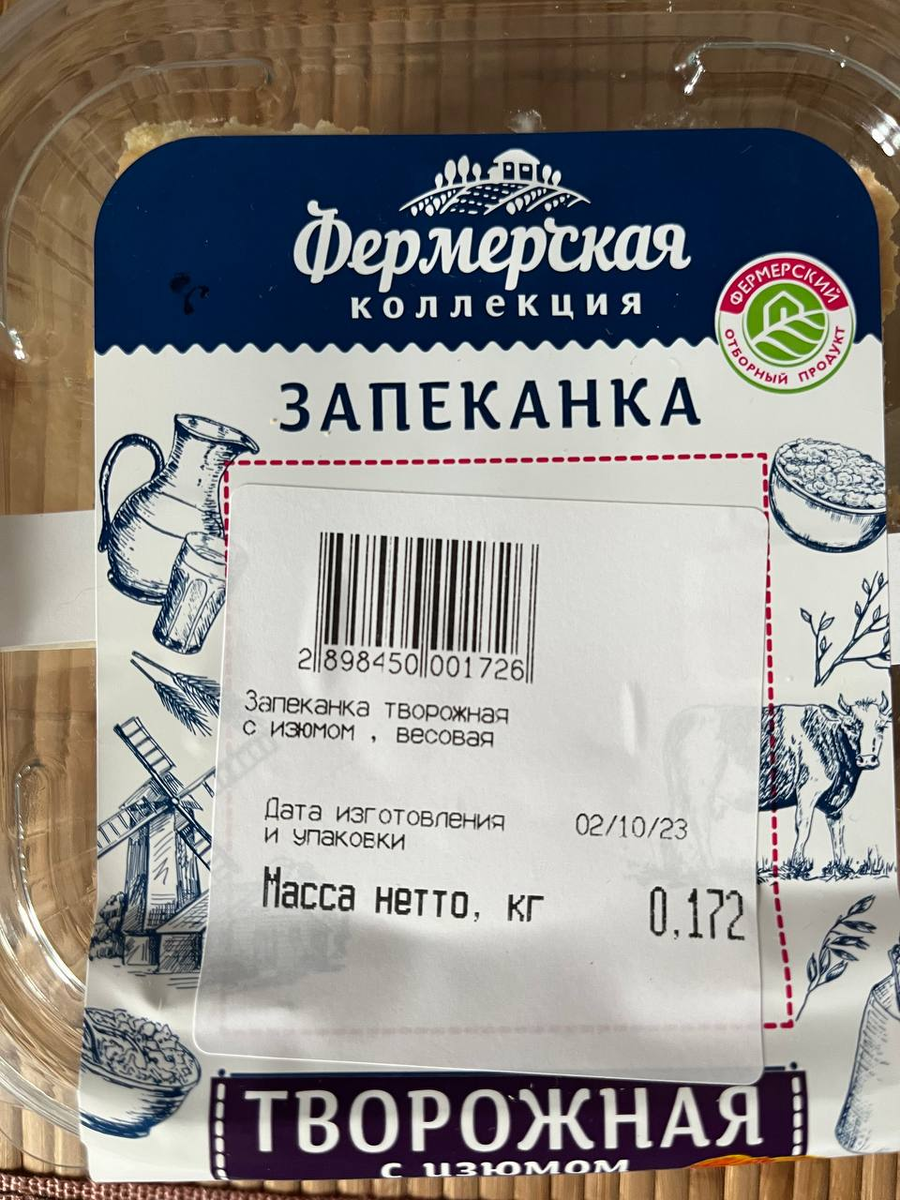 Фермерская
коллекция
ФЕРМЕРСКИЙ
ОТБОРНЫЙ ПРОДУКТ
ЗАПЕКАНКА
2 898450 001726
Запеканка творожная
с изюмом , весовая
Дата изготовления
и упаковки
02/10/23
Масса нетто, кг
0,172
ТВОРОЖНАЯ
с изюмом